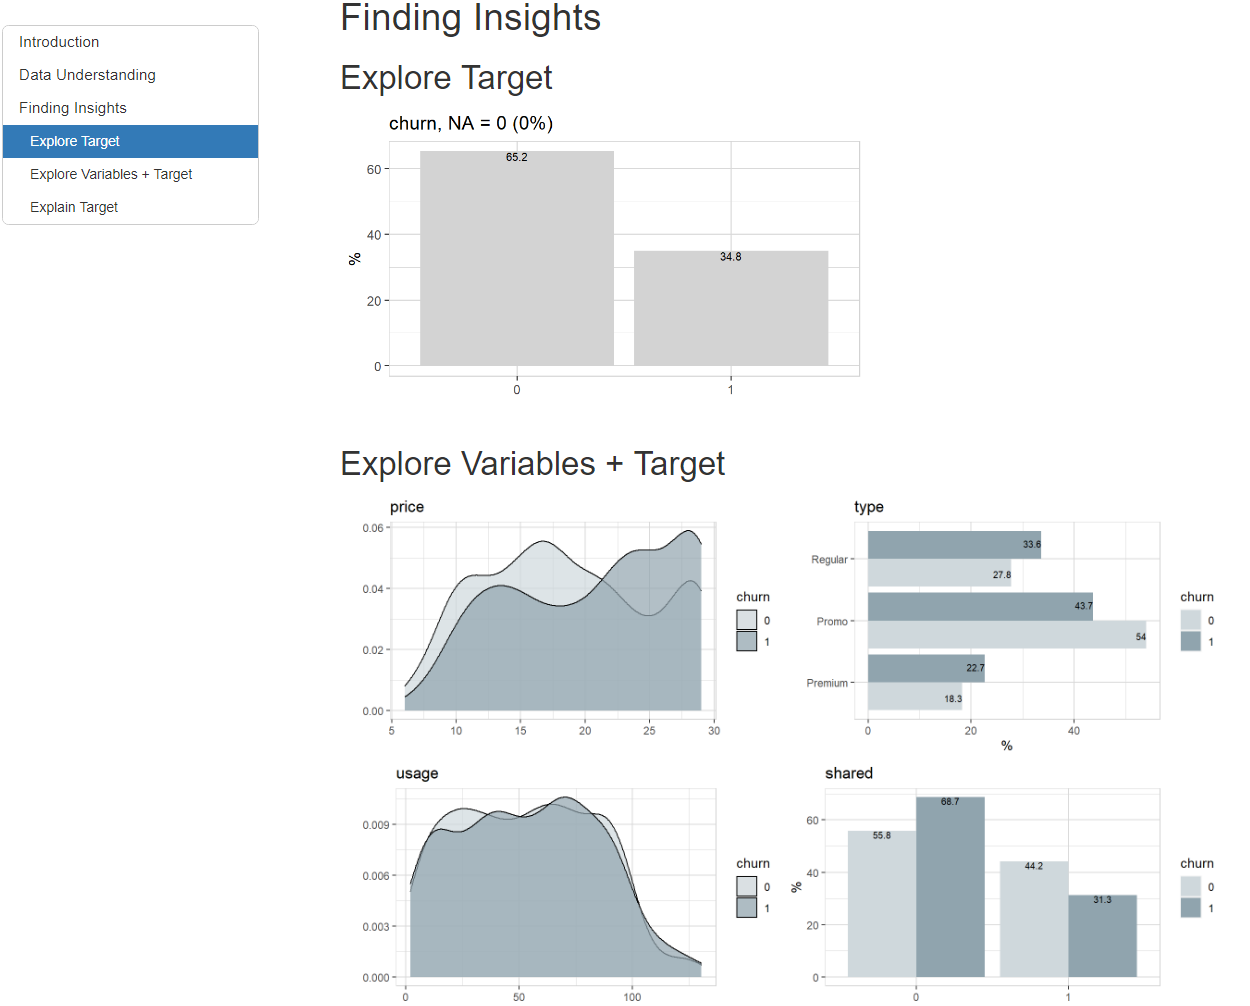 Introduction
Data Understanding
Finding Insights
Explore Target
Explore Variables + Target
Explain Target
Finding Insights
Explore Target
churn, NA = 0 (0%)
65.2
60
40
34.8
%
20
0
0 1
Explore Variables + Target
price
0.06
0.04
0.02
0.00
5 10 15 20 25 30
churn
0
1
type
Regular
33.6
27.8
Promo
43.7
54
Premium
22.7
18.3
0 20 40
%
churn
0
1
usage
0.009
0.006
0.003
0.000
0 50 100
churn
0
1
shared
68.7
60
55.8
44.2
40
%
31.3
20
0
0 1
churn
0
1